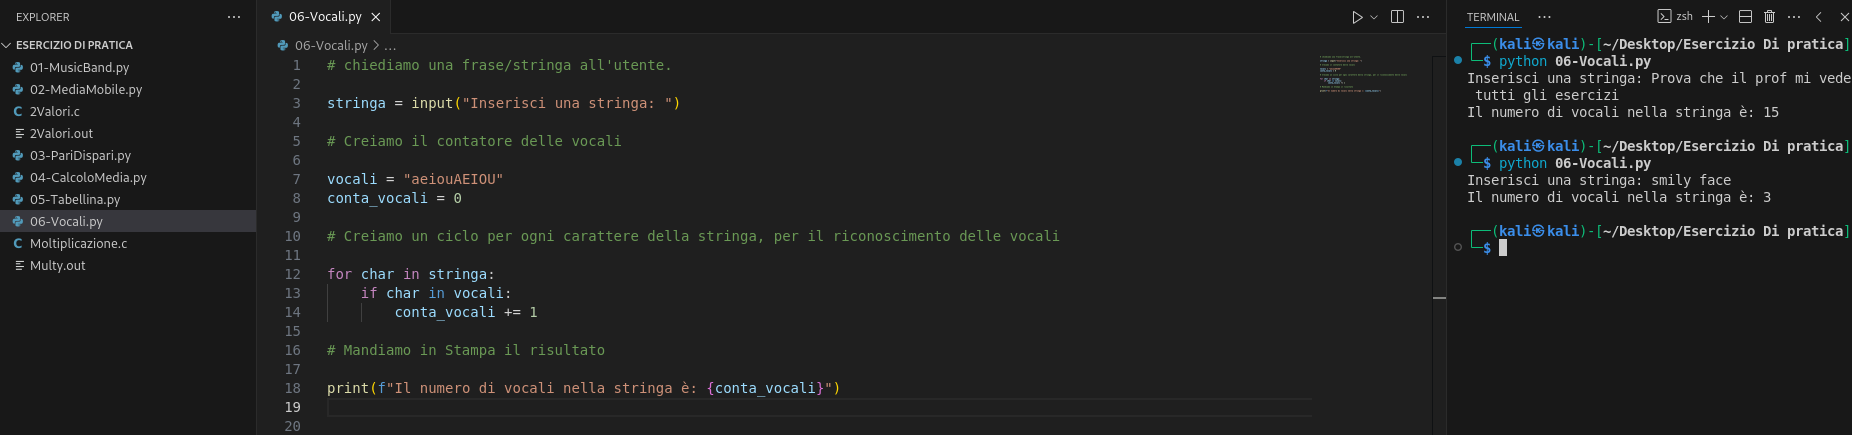 EXPLORER
ESERCIZIO DI PRATICA
01-MusicBand.py
02-MediaMobile.py
2Valori.c
2Valori.out
03-PariDispari.py
04-CalcoloMedia.py
05-Tabellina.py
06-Vocali.py
Moltiplicazione.c
Multy.out
06-Vocali.py
06-Vocali.py > ...
1 # chiediamo una frase/stringa all'utente.
2
3 stringa = input("Inserisci una stringa: ")
4
5 # Creiamo il contatore delle vocali
6
7 vocali = "aeiouAEIOU"
8 conta_vocali = 0
9
10 # Creiamo un ciclo per ogni carattere della stringa, per il riconoscimento delle vocali
11
12 for char in stringa:
13     if char in vocali:
14         conta_vocali += 1
15
16 # Mandiamo in Stampa il risultato
17
18 print(f"Il numero di vocali nella stringa è: {conta_vocali}")
19
20
TERMINAL
zsh
┌──(kali㉿kali)-[~/Desktop/Esercizio Di pratica]
└─$ python 06-Vocali.py
Inserisci una stringa: Prova che il prof mi vede
tutti gli esercizi
Il numero di vocali nella stringa è: 15
┌──(kali㉿kali)-[~/Desktop/Esercizio Di pratica]
└─$ python 06-Vocali.py
Inserisci una stringa: smily face
Il numero di vocali nella stringa è: 3
┌──(kali㉿kali)-[~/Desktop/Esercizio Di pratica]
└─$